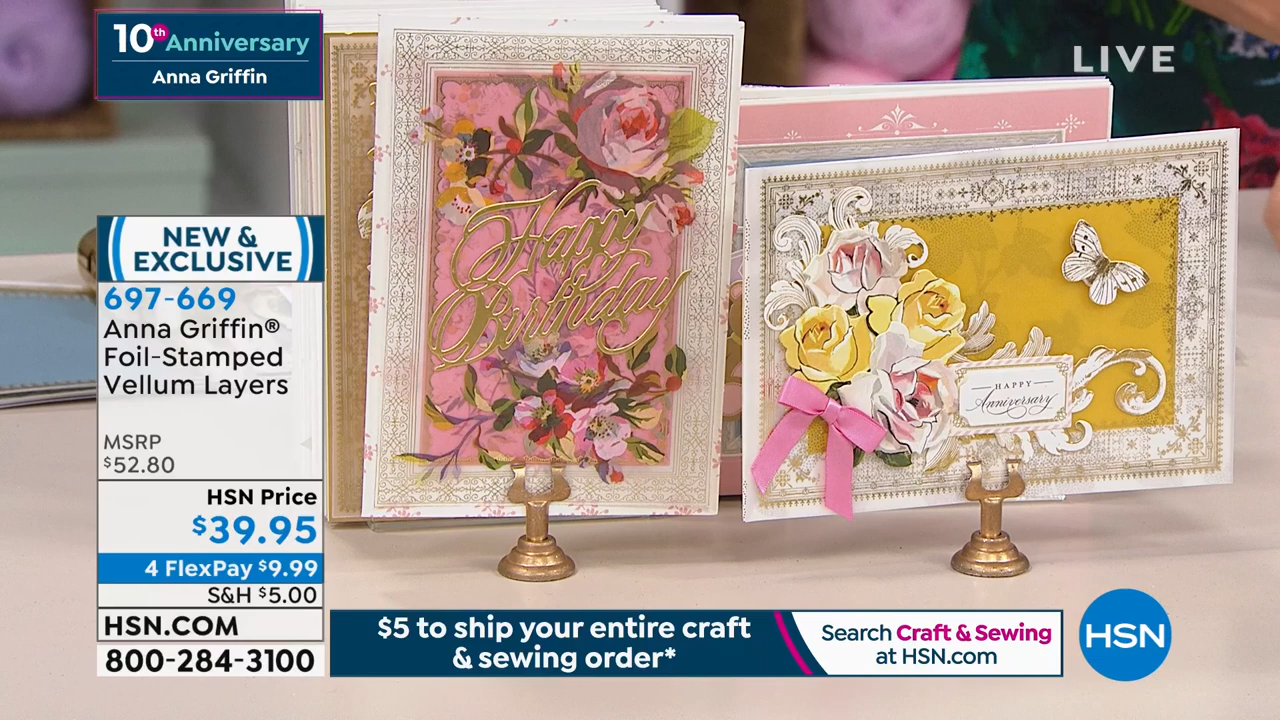 10th Anniversary
Anna Griffin
LIVE
NEW &
EXCLUSIVE
697-669
Anna Griffin®
Foil-Stamped
Vellum Layers
MSRP
$52.80
HSN Price
$39.95
4 FlexPay $9.99
S&H $5.00
HSN.COM
800-284-3100
Happy
Birthday
HAPPY
Anniversary
$5 to ship your entire craft
& sewing order*
Search Craft & Sewing
at HSN.com
HSN